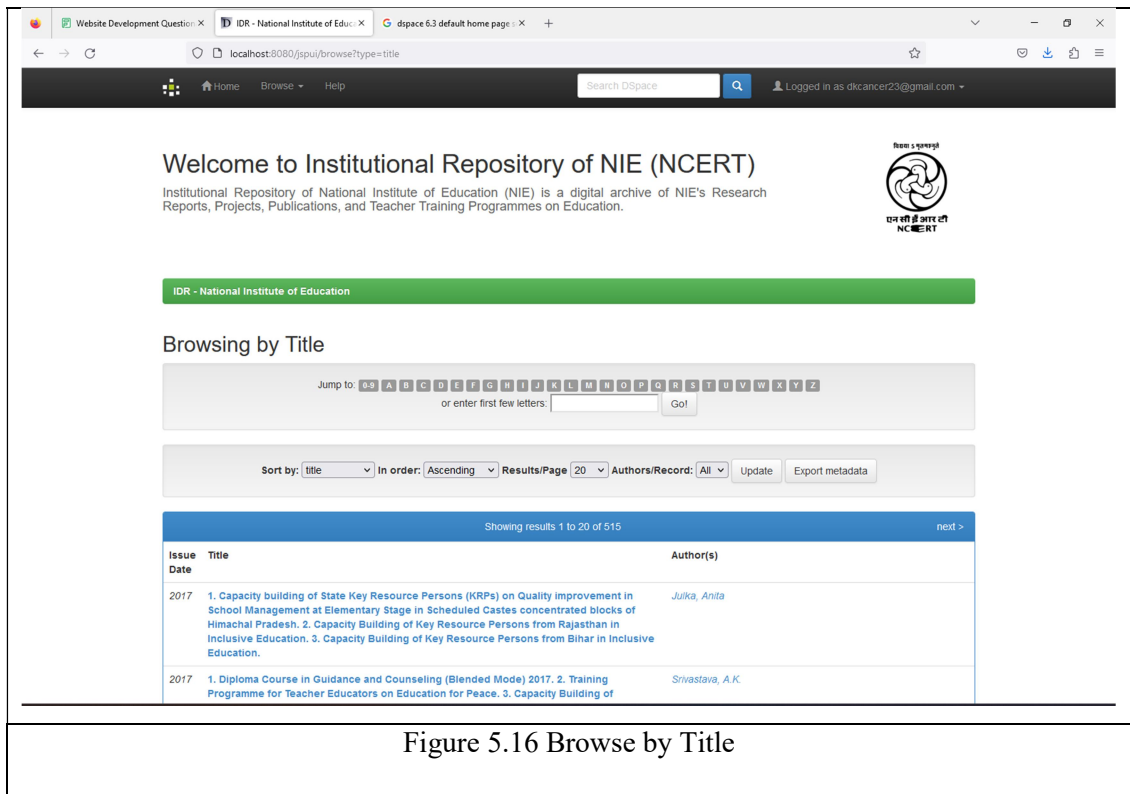 Website Development Question
IDR - National Institute of Educa
dspace 6.3 default home page s
localhost:8080/jspui/browse?type=title
Home Browse Help Search DSpace Logged in as dkcancer23@gmail.com
Welcome to Institutional Repository of NIE (NCERT)
Institutional Repository of National Institute of Education (NIE) is a digital archive of NIE's Research
Reports, Projects, Publications, and Teacher Training Programmes on Education.
एन सी ई आर टी
NCERT
IDR - National Institute of Education
Browsing by Title
Jump to: 0-9 A B C D E F G H I J K L M N O P Q R S T U V W X Y Z
or enter first few letters: Go!
Sort by: title In order: Ascending Results/Page 20 Authors/Record: All Update Export metadata
Showing results 1 to 20 of 515 next >
Issue Title Author(s)
Date
2017 1. Capacity building of State Key Resource Persons (KRPs) on Quality improvement in Julka, Anita
School Management at Elementary Stage in Scheduled Castes concentrated blocks of
Himachal Pradesh. 2. Capacity Building of Key Resource Persons from Rajasthan in
Inclusive Education. 3. Capacity Building of Key Resource Persons from Bihar in Inclusive
Education.
2017 1. Diploma Course in Guidance and Counseling (Blended Mode) 2017. 2. Training Srivastava, A.K.
Programme for Teacher Educators on Education for Peace. 3. Capacity Building of
Figure 5.16 Browse by Title